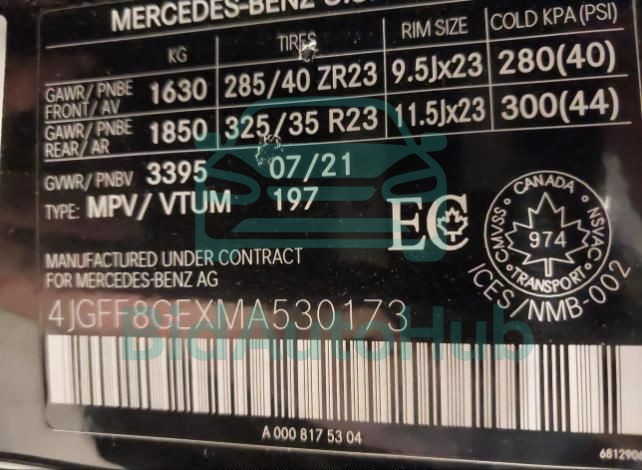 MERCEDES-BENZ
KG TIRES RIM SIZE COLD KPA (PSI)
GAWR/PNBE FRONT/AV 1630 285/40 ZR23 9.5Jx23 280(40)
GAWR/PNBE REAR/AR 1850 325/35 R23 11.5Jx23 300(44)
GVWR/PNBV 3395 07/21
TYPE: MPV/VTUM 197
EC
CANADA
CMVSS 974 NSVAC
TRANSPORT
ICES/NMB-002
MANUFACTURED UNDER CONTRACT
FOR MERCEDES-BENZ AG
4JGFF8GEXMA530173
BidAutoHub
A 000 817 53 04